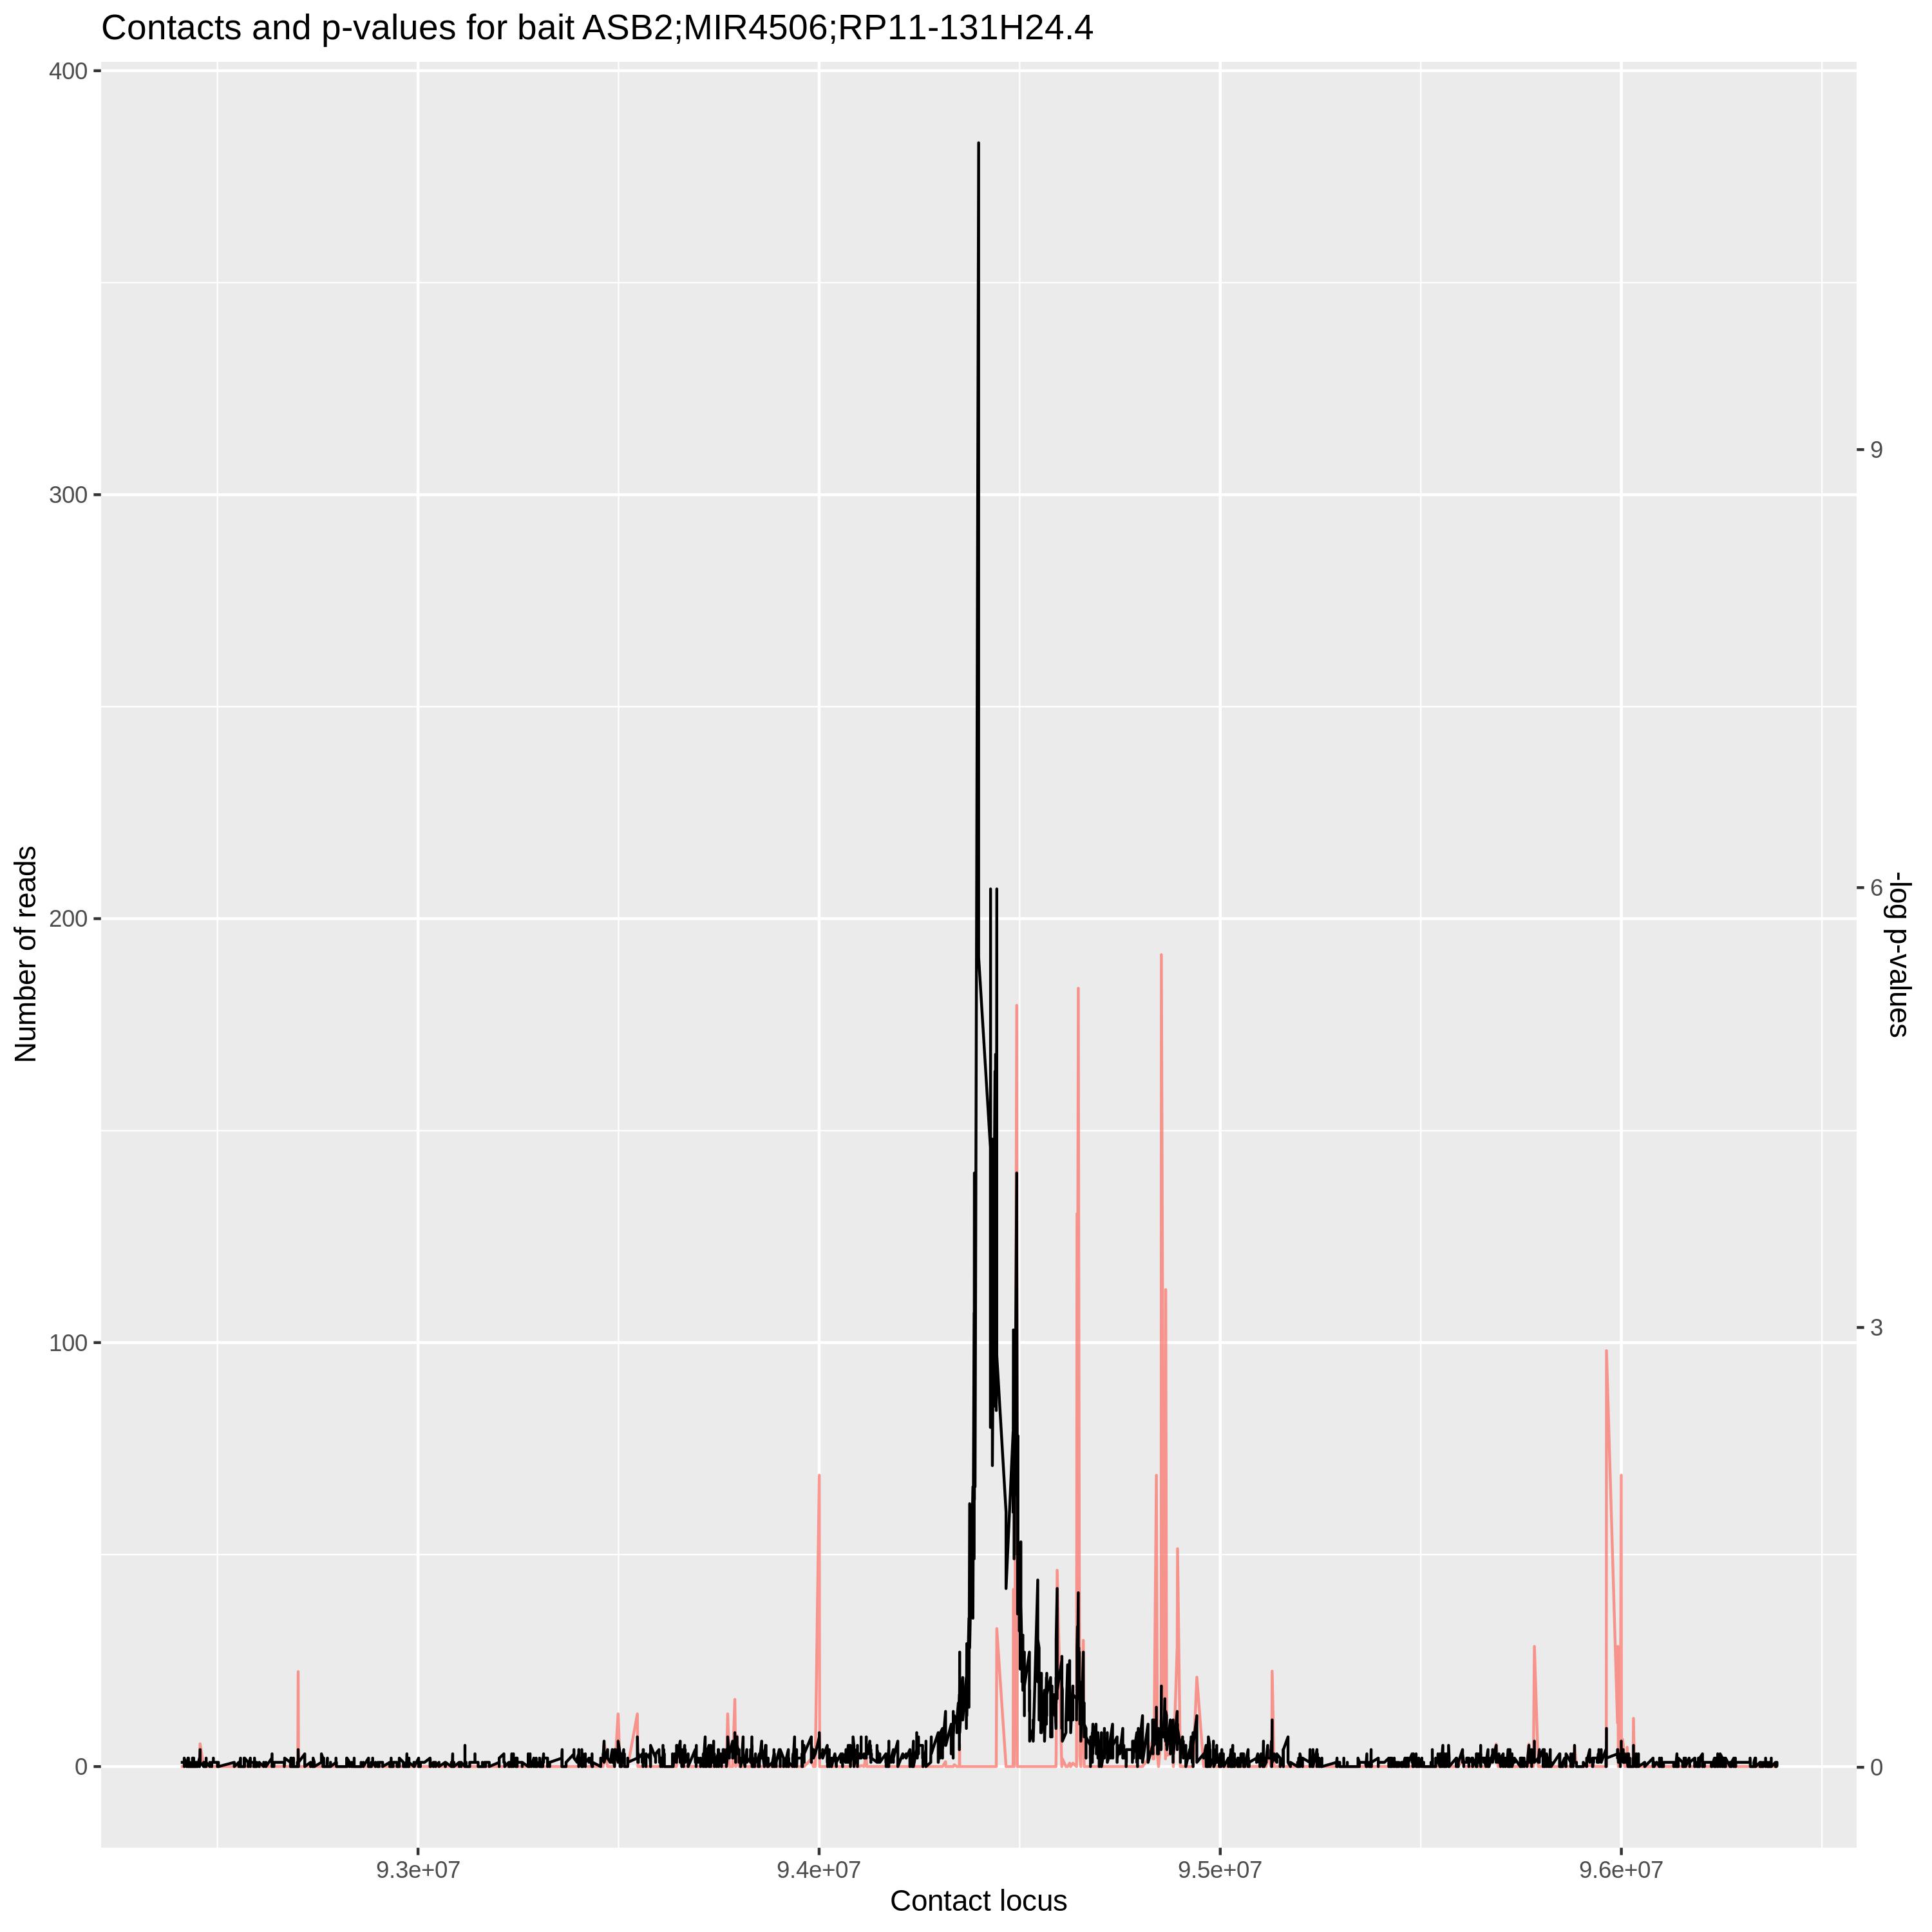 Contacts and p-values for bait ASB2;MIR4506;RP11-131H24.4
400
300
200
100
0
Number of reads
9
6
3
0
-log p-values
9.3e+07
9.4e+07
9.5e+07
9.6e+07
Contact locus